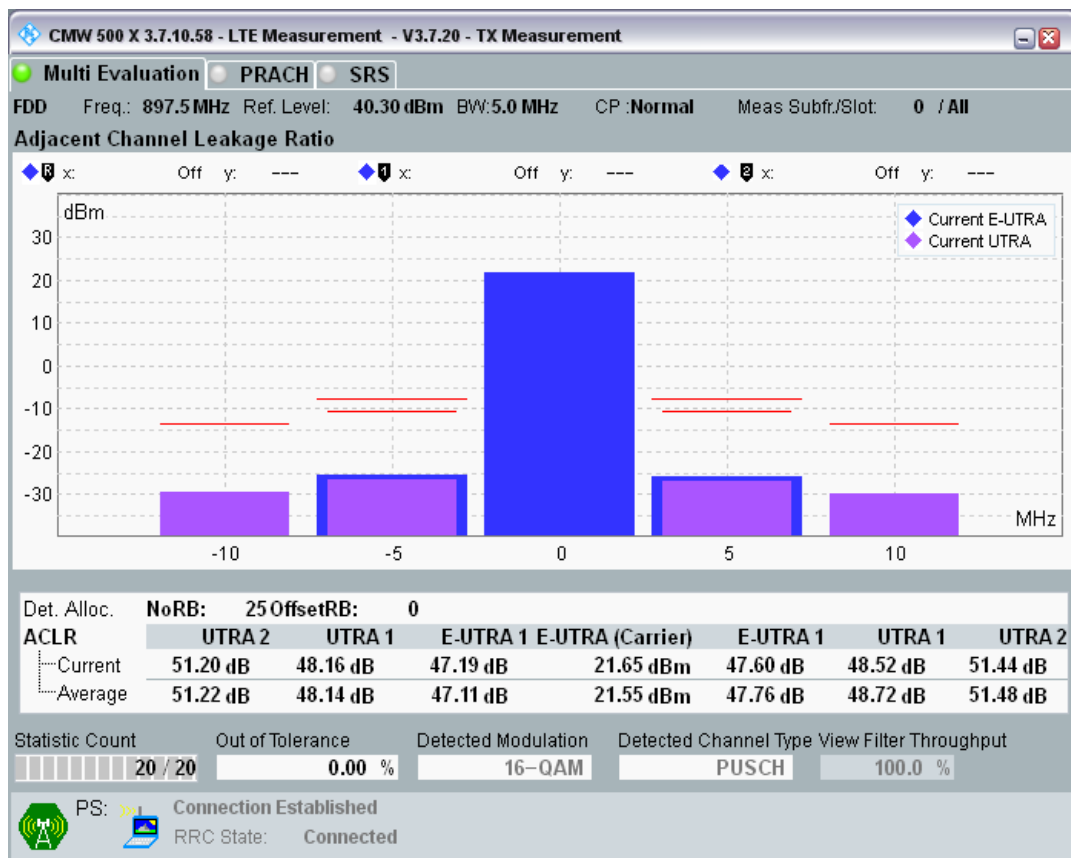 CMW 500 X 3.7.10.58 - LTE Measurement - V3.7.20 - TX Measurement
Multi Evaluation PRACH SRS
FDD Freq.: 897.5 MHz Ref. Level: 40.30 dBm BW:5.0 MHz CP :Normal Meas Subfr./Slot: 0 / All
Adjacent Channel Leakage Ratio
R x: Off y: --- 1 x: Off y: --- 2 x: Off y: ---
dBm
Current E-UTRA
Current UTRA
30
20
10
0
-10
-20
-30
MHz
-10 -5 0 5 10
Det. Alloc. NoRB: 25 OffsetRB: 0
ACLR UTRA 2 UTRA 1 E-UTRA 1 E-UTRA (Carrier) E-UTRA 1 UTRA 1 UTRA 2
Current 51.20 dB 48.16 dB 47.19 dB 21.65 dBm 47.60 dB 48.52 dB 51.44 dB
Average 51.22 dB 48.14 dB 47.11 dB 21.55 dBm 47.76 dB 48.72 dB 51.48 dB
Statistic Count Out of Tolerance Detected Modulation Detected Channel Type View Filter Throughput
20 / 20 0.00 % 16-QAM PUSCH 100.0 %
PS: Connection Established
RRC State: Connected